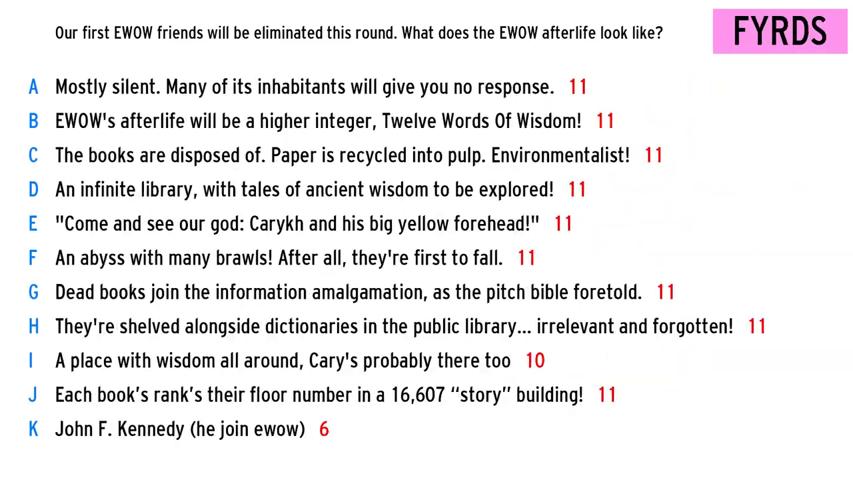 Our first EWOW friends will be eliminated this round. What does the EWOW afterlife look like?
FYRDS
A Mostly silent. Many of its inhabitants will give you no response. 11
B EWOW's afterlife will be a higher integer, Twelve Words Of Wisdom! 11
C The books are disposed of. Paper is recycled into pulp. Environmentalist! 11
D An infinite library, with tales of ancient wisdom to be explored! 11
E "Come and see our god: Carykh and his big yellow forehead!" 11
F An abyss with many brawls! After all, they're first to fall. 11
G Dead books join the information amalgamation, as the pitch bible foretold. 11
H They're shelved alongside dictionaries in the public library... irrelevant and forgotten! 11
I A place with wisdom all around, Cary's probably there too 10
J Each book’s rank’s their floor number in a 16,607 “story” building! 11
K John F. Kennedy (he join ewow) 6